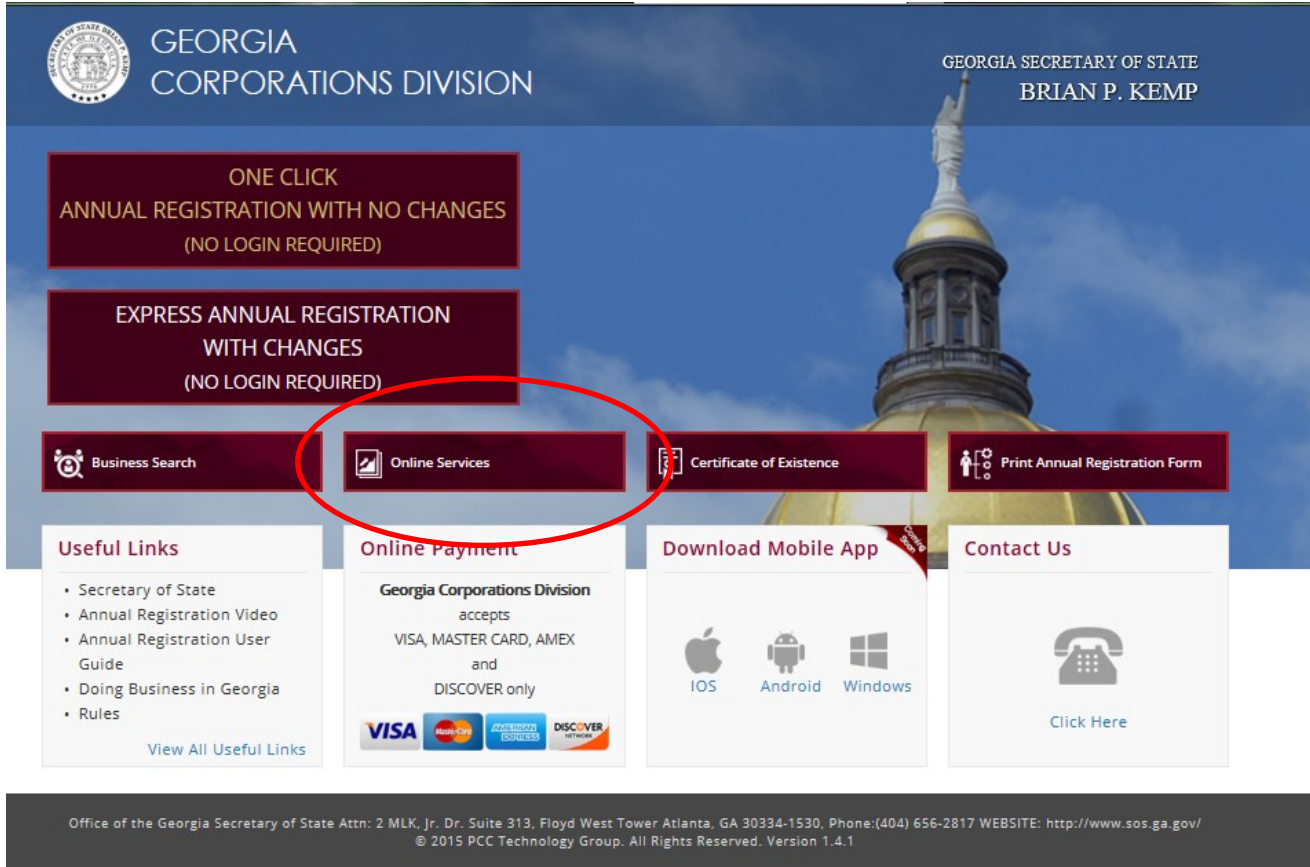 GEORGIA
CORPORATIONS DIVISION
GEORGIA SECRETARY OF STATE
BRIAN P. KEMP
ONE CLICK
ANNUAL REGISTRATION WITH NO CHANGES
(NO LOGIN REQUIRED)
EXPRESS ANNUAL REGISTRATION
WITH CHANGES
(NO LOGIN REQUIRED)
Business Search
Online Services
Certificate of Existence
Print Annual Registration Form
Useful Links
• Secretary of State
• Annual Registration Video
• Annual Registration User
Guide
• Doing Business in Georgia
• Rules
View All Useful Links
Online Payment
Georgia Corporations Division
accepts
VISA, MASTER CARD, AMEX
and
DISCOVER only
VISA MasterCard AMERICAN EXPRESS DISCOVER NETWORK
Download Mobile App
Coming Soon
IOS Android Windows
Contact Us
Click Here
Office of the Georgia Secretary of State Attn: 2 MLK, Jr. Dr. Suite 313, Floyd West Tower Atlanta, GA 30334-1530, Phone:(404) 656-2817 WEBSITE: http://www.sos.ga.gov/
© 2015 PCC Technology Group. All Rights Reserved. Version 1.4.1